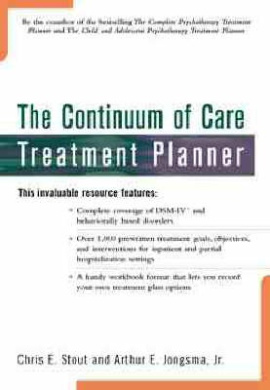 By the coauthor of the bestselling The Complete Psychotherapy Treatment
Planner and The Child and Adolescent Psychotherapy Treatment Planner
The Continuum of Care
Treatment Planner
This invaluable resource features:
• Complete coverage of DSM-IV™ and
behaviorally based disorders
• Over 1,000 prewritten treatment goals, objectives,
and interventions for inpatient and partial
hospitalization settings
• A handy workbook format that lets you record
your own treatment plan options
Chris E. Stout and Arthur E. Jongsma, Jr.